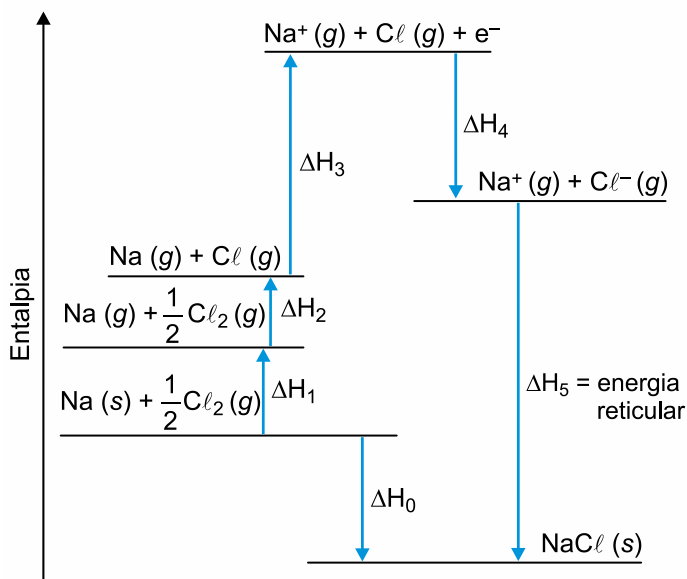 Na⁺ (g) + Cℓ (g) + e⁻
ΔH₄
ΔH₃
Na⁺ (g) + Cℓ⁻ (g)
Na (g) + Cℓ (g)
Na (g) + 1/2 Cℓ₂ (g)
ΔH₂
Entalpia
Na (s) + 1/2 Cℓ₂ (g)
ΔH₁
ΔH₅ = energia
reticular
ΔH₀
NaCℓ (s)